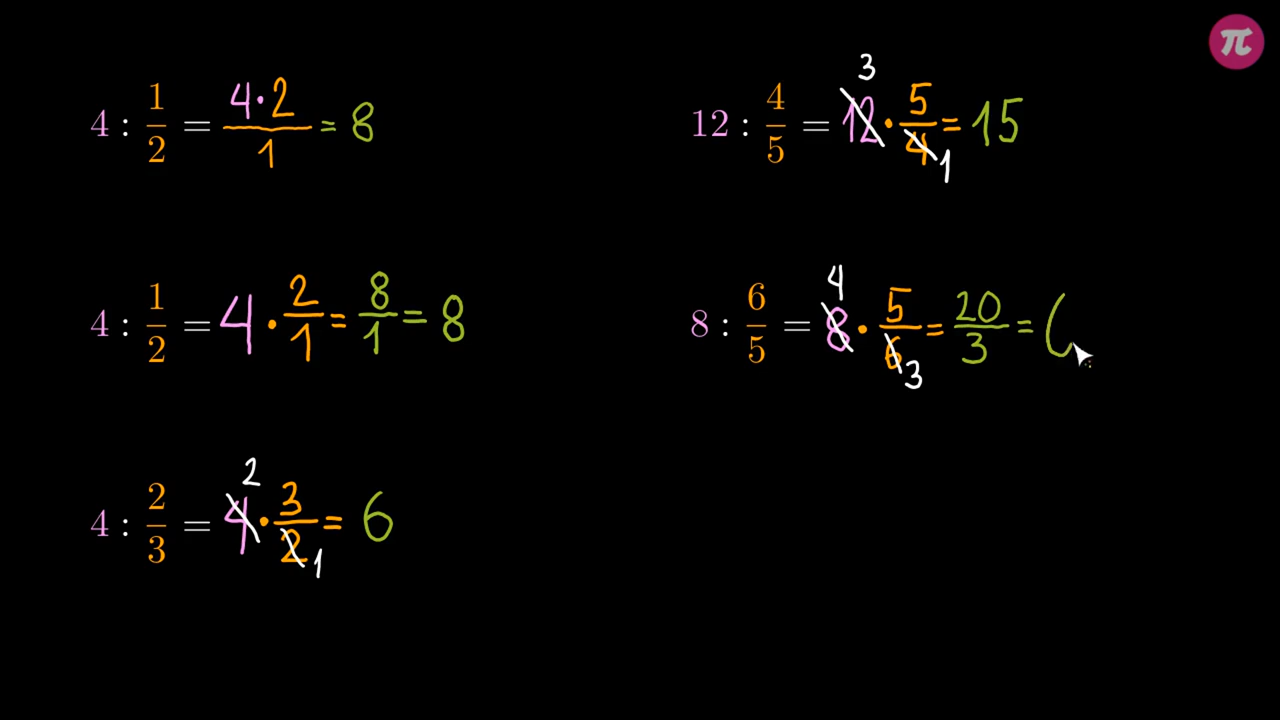 4 : 1/2 = 4·2/1 = 8
4 : 1/2 = 4 · 2/1 = 8/1 = 8
4 : 2/3 = 4 2 · 3/2 1 = 6
12 : 4/5 = 12 3 · 5/4 1 = 15
8 : 6/5 = 8 4 · 5/6 3 = 20/3 =
π